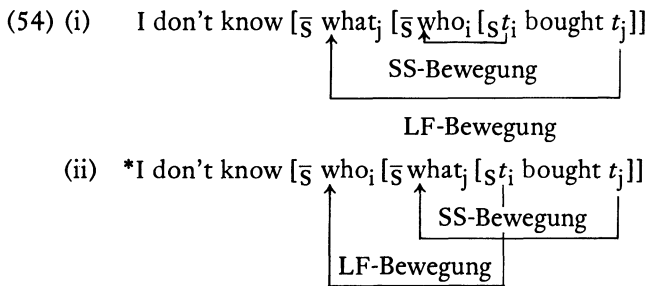 (54) (i) I don't know [S̅ whatⱼ [S̅ whoᵢ [S tᵢ bought tⱼ]]
SS-Bewegung
LF-Bewegung
(ii) *I don't know [S̅ whoᵢ [S̅ whatⱼ [S tᵢ bought tⱼ]]
SS-Bewegung
LF-Bewegung